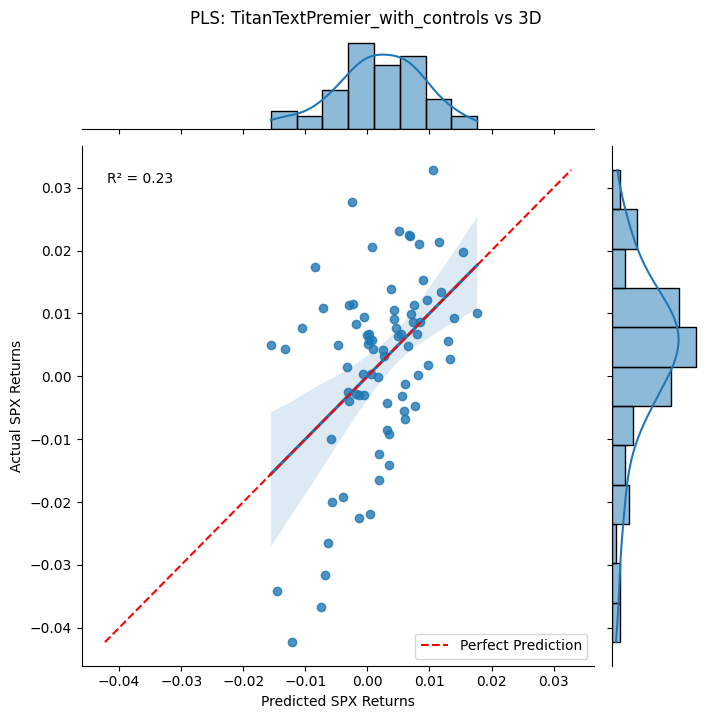 PLS: TitanTextPremier_with_controls vs 3D
R² = 0.23
0.03
0.02
0.01
0.00
−0.01
−0.02
−0.03
−0.04
Actual SPX Returns
Perfect Prediction
−0.04 −0.03 −0.02 −0.01 0.00 0.01 0.02 0.03
Predicted SPX Returns